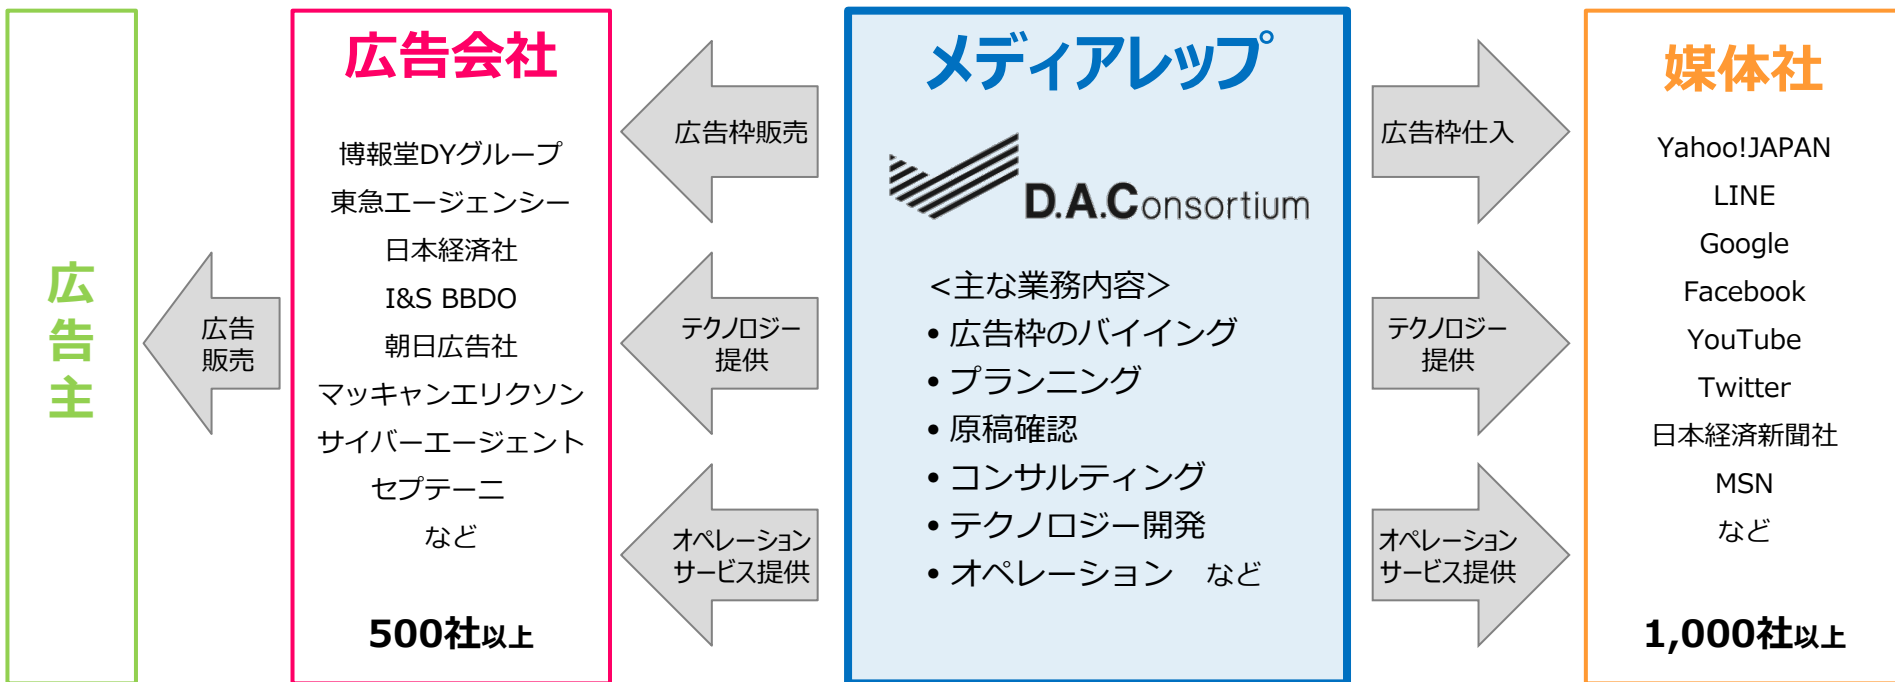 広告主
広告
販売
広告会社
博報堂DYグループ
東急エージェンシー
日本経済社
I&S BBDO
朝日広告社
マッキャンエリクソン
サイバーエージェント
セプテーニ
など
500社以上
広告枠販売
テクノロジー
提供
オペレーション
サービス提供
メディアレップ
D.A.Consortium
<主な業務内容>
• 広告枠のバイイング
• プランニング
• 原稿確認
• コンサルティング
• テクノロジー開発
• オペレーション　など
広告枠仕入
テクノロジー
提供
オペレーション
サービス提供
媒体社
Yahoo!JAPAN
LINE
Google
Facebook
YouTube
Twitter
日本経済新聞社
MSN
など
1,000社以上